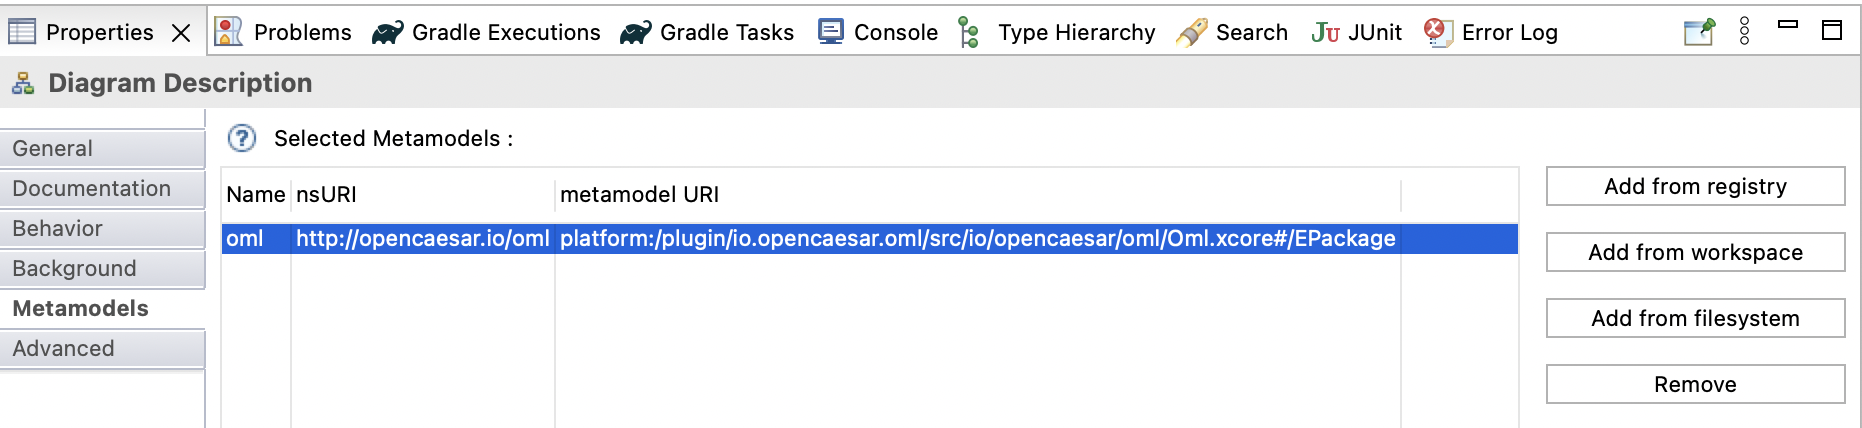 Properties Problems Gradle Executions Gradle Tasks Console Type Hierarchy Search JUnit Error Log
Diagram Description
General
Documentation
Behavior
Background
Metamodels
Advanced
Selected Metamodels :
Name nsURI metamodel URI
oml http://opencaesar.io/oml platform:/plugin/io.opencaesar.oml/src/io/opencaesar/oml/Oml.xcore#/EPackage
Add from registry
Add from workspace
Add from filesystem
Remove